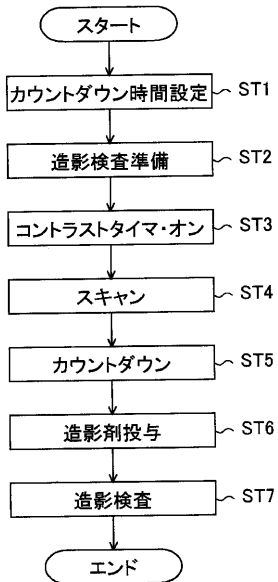 スタート
カウントダウン時間設定 ST1
造影検査準備 ST2
コントラストタイマ・オン ST3
スキャン ST4
カウントダウン ST5
造影剤投与 ST6
造影検査 ST7
エンド